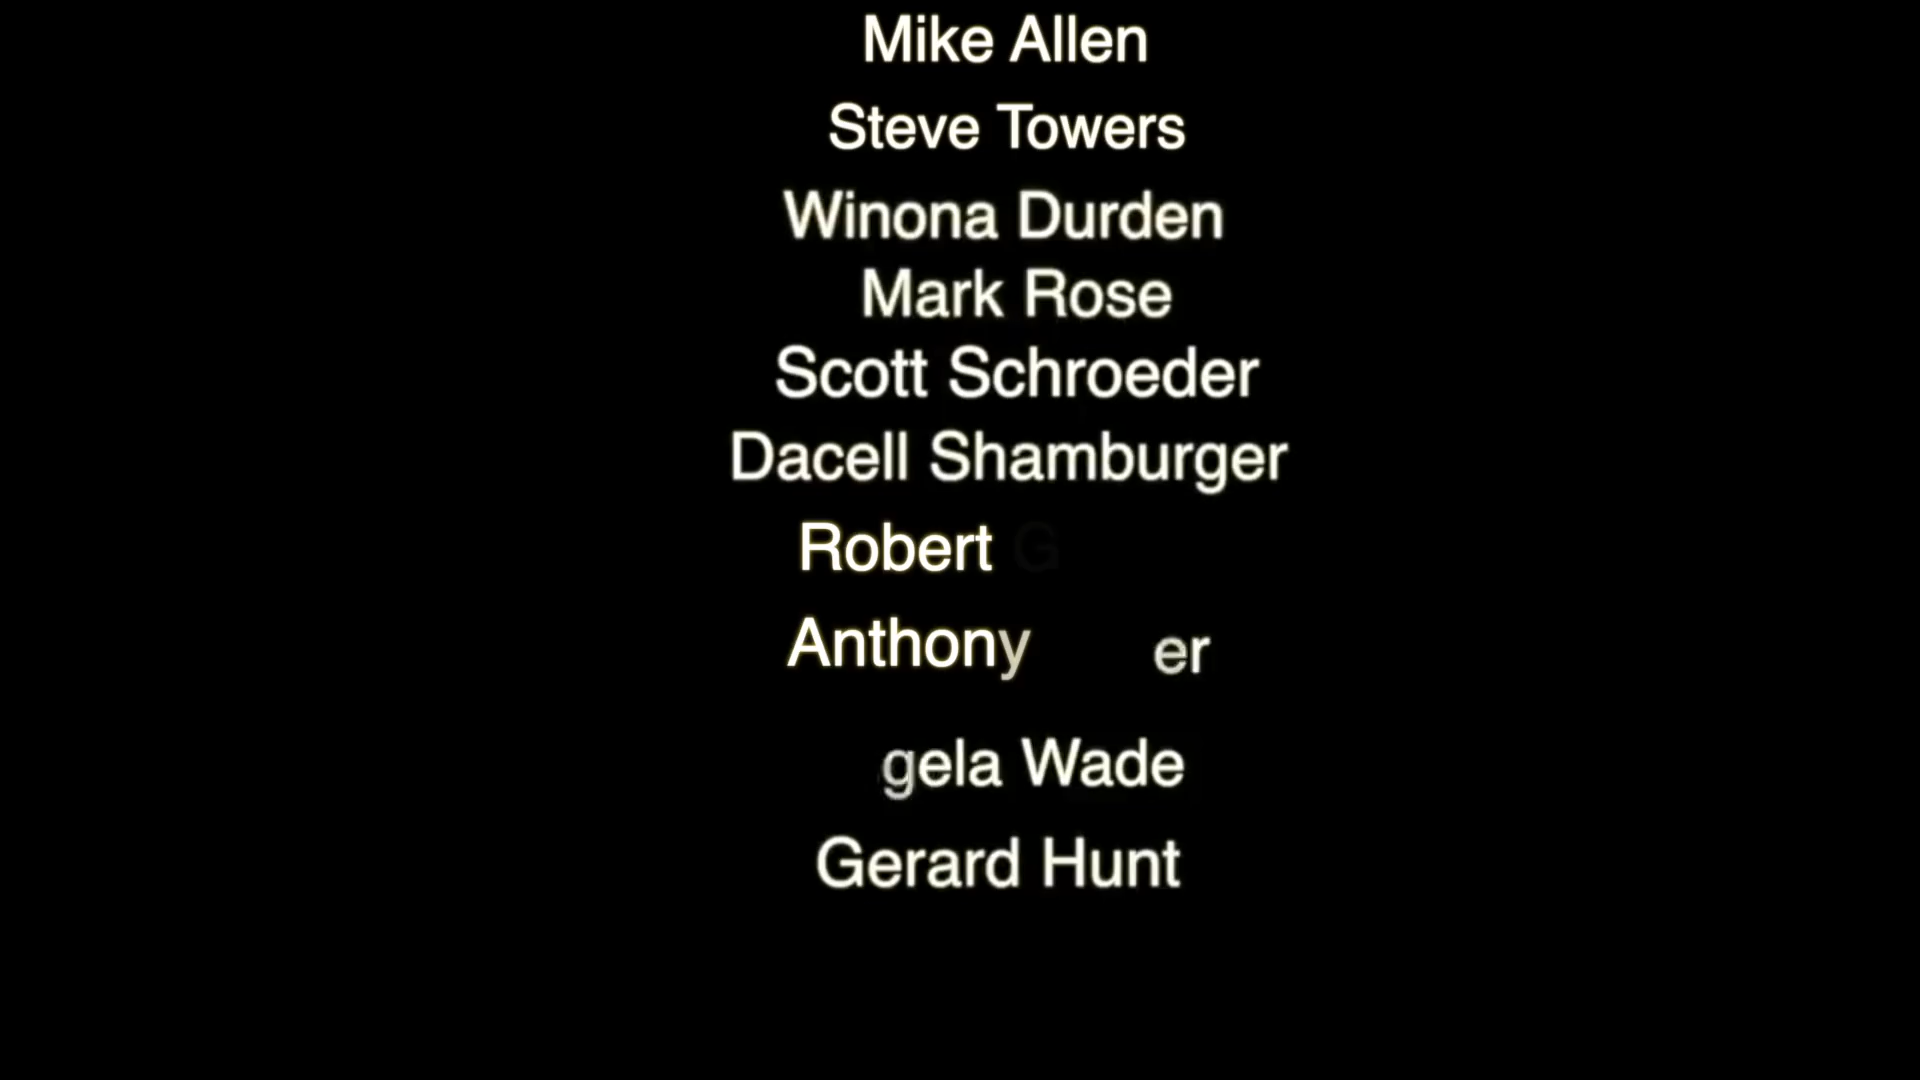 Mike Allen
Steve Towers
Winona Durden
Mark Rose
Scott Schroeder
Dacell Shamburger
Robert G
Anthony er
gela Wade
Gerard Hunt